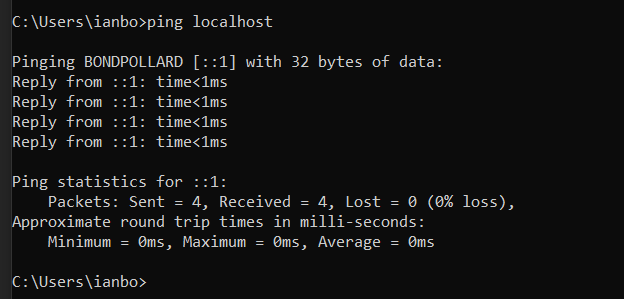 C:\Users\ianbo>ping localhost
Pinging BONDPOLLARD [::1] with 32 bytes of data:
Reply from ::1: time<1ms
Reply from ::1: time<1ms
Reply from ::1: time<1ms
Reply from ::1: time<1ms
Ping statistics for ::1:
    Packets: Sent = 4, Received = 4, Lost = 0 (0% loss),
Approximate round trip times in milli-seconds:
    Minimum = 0ms, Maximum = 0ms, Average = 0ms
C:\Users\ianbo>